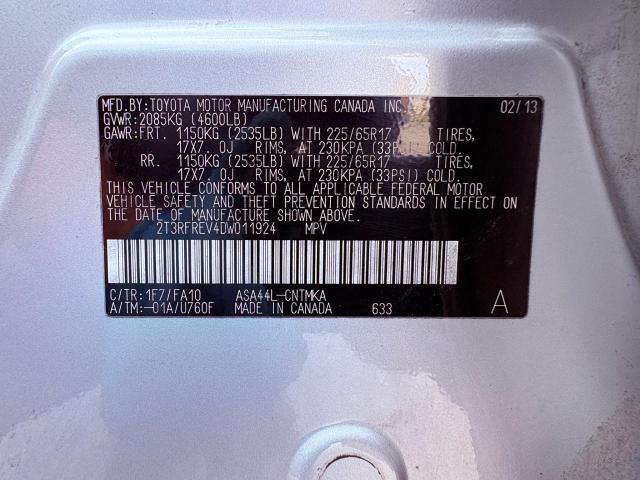 MFD.BY:TOYOTA MOTOR MANUFACTURING CANADA INC. 02/13
GVWR:2085KG (4600LB)
GAWR:FRT. 1150KG (2535LB) WITH 225/65R17 TIRES,
17X7.0J RIMS, AT 230KPA (33PSI) COLD.
RR. 1150KG (2535LB) WITH 225/65R17 TIRES,
17X7.0J RIMS, AT 230KPA (33PSI) COLD.
THIS VEHICLE CONFORMS TO ALL APPLICABLE FEDERAL MOTOR
VEHICLE SAFETY AND THEFT PREVENTION STANDARDS IN EFFECT ON
THE DATE OF MANUFACTURE SHOWN ABOVE.
2T3RFREV4DW011924 MPV
C/TR:1F7/FA10 ASA44L-CNTMKA
A/TM:-01A/U760F MADE IN CANADA 633 A